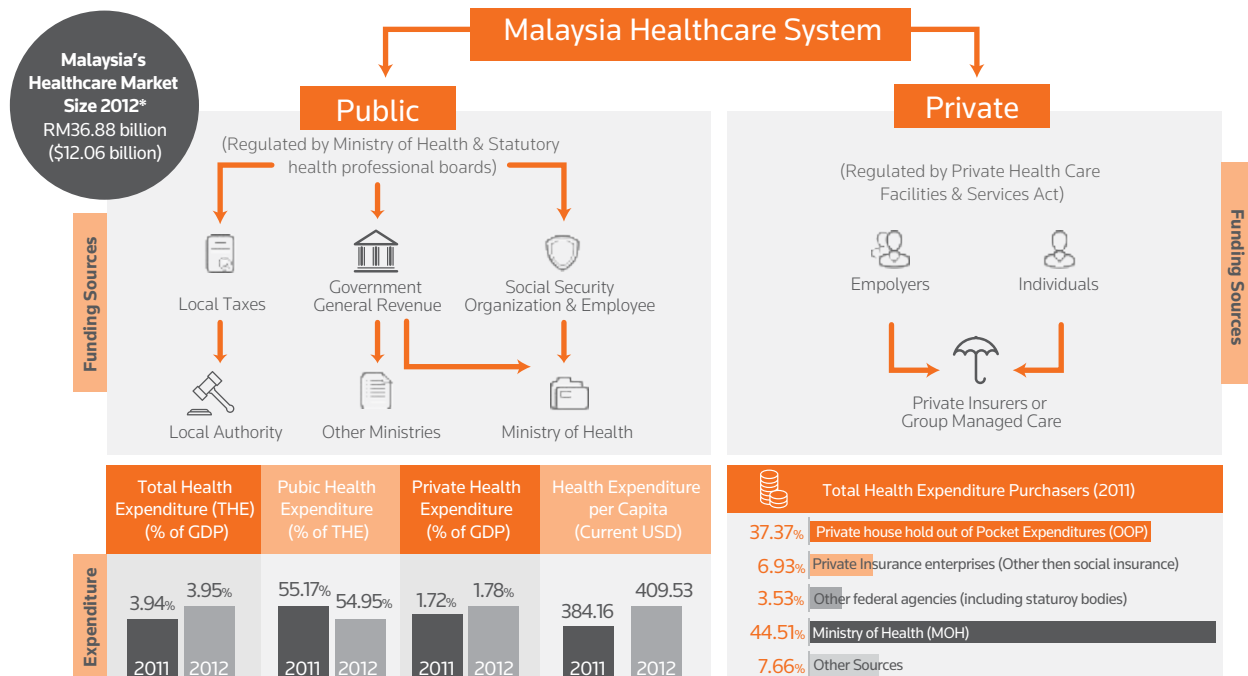 Malaysia Healthcare System
Malaysia's
Healthcare Market
Size 2012*
RM36.88 billion
($12.06 billion)
Public
(Regulated by Ministry of Health & Statutory
health professional boards)
Funding Sources
Local Taxes
Government
General Revenue
Social Security
Organization & Employee
Local Authority
Other Ministries
Ministry of Health
Private
(Regulated by Private Health Care
Facilities & Services Act)
Funding Sources
Empolyers
Individuals
Private Insurers or
Group Managed Care
Expenditure
Total Health
Expenditure (THE)
(% of GDP)
3.94%
3.95%
2011
2012
Pubic Health
Expenditure
(% of THE)
55.17%
54.95%
2011
2012
Private Health
Expenditure
(% of GDP)
1.72%
1.78%
2011
2012
Health Expenditure
per Capita
(Current USD)
384.16
409.53
2011
2012
Total Health Expenditure Purchasers (2011)
37.37% Private house hold out of Pocket Expenditures (OOP)
6.93% Private Insurance enterprises (Other then social insurance)
3.53% Other federal agencies (including staturoy bodies)
44.51% Ministry of Health (MOH)
7.66% Other Sources